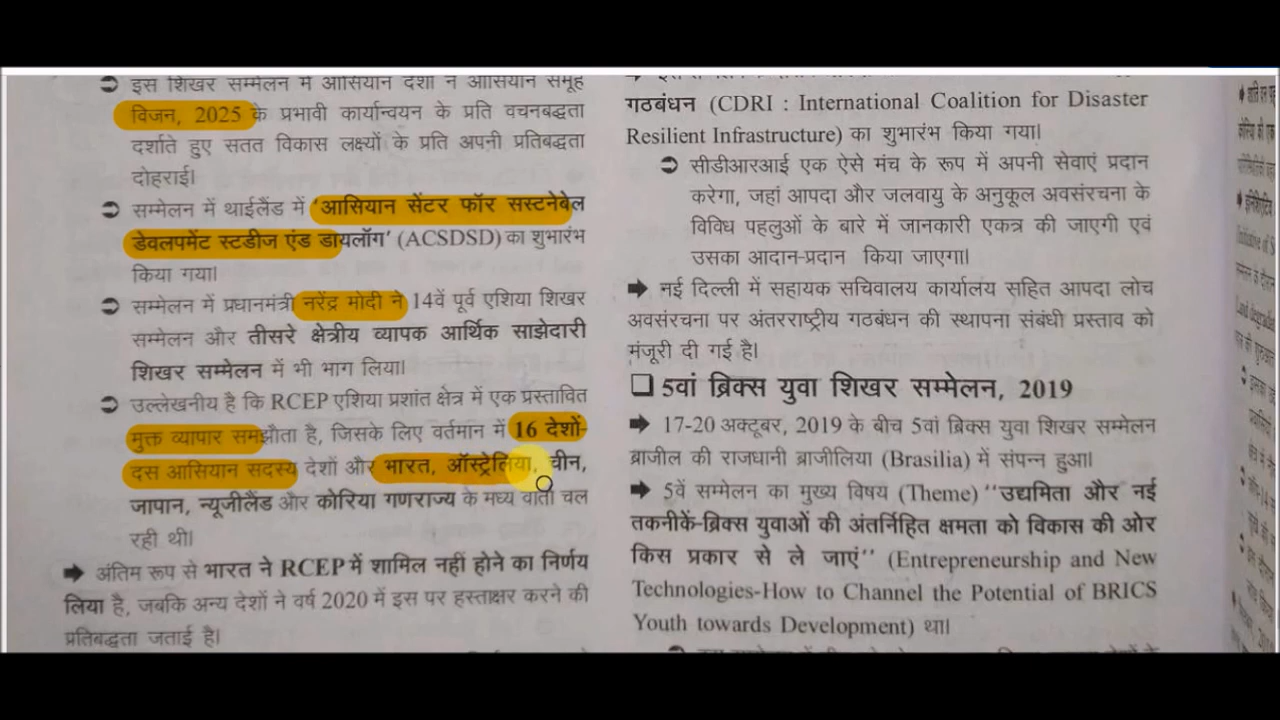 ➲ इस शिखर सम्मेलन में आसियान देशों ने आसियान समूह
विजन, 2025 के प्रभावी कार्यान्वयन के प्रति वचनबद्धता
दर्शाते हुए सतत विकास लक्ष्यों के प्रति अपनी प्रतिबद्धता
दोहराई।
➲ सम्मेलन में थाईलैंड में 'आसियान सेंटर फॉर सस्टनेबेल
डेवलपमेंट स्टडीज एंड डायलॉग' (ACSDSD) का शुभारंभ
किया गया।
➲ सम्मेलन में प्रधानमंत्री नरेंद्र मोदी ने 14वें पूर्व एशिया शिखर
सम्मेलन और तीसरे क्षेत्रीय व्यापक आर्थिक साझेदारी
शिखर सम्मेलन में भी भाग लिया।
➲ उल्लेखनीय है कि RCEP एशिया प्रशांत क्षेत्र में एक प्रस्तावित
मुक्त व्यापार समझौता है, जिसके लिए वर्तमान में 16 देशों-
दस आसियान सदस्य देशों और भारत, ऑस्ट्रेलिया, चीन,
जापान, न्यूजीलैंड और कोरिया गणराज्य के मध्य वार्ता चल
रही थी।
➡ अंतिम रूप से भारत ने RCEP में शामिल नहीं होने का निर्णय
लिया है, जबकि अन्य देशों ने वर्ष 2020 में इस पर हस्ताक्षर करने की
प्रतिबद्धता जताई है।
गठबंधन (CDRI : International Coalition for Disaster
Resilient Infrastructure) का शुभारंभ किया गया।
➲ सीडीआरआई एक ऐसे मंच के रूप में अपनी सेवाएं प्रदान
करेगा, जहां आपदा और जलवायु के अनुकूल अवसंरचना के
विविध पहलुओं के बारे में जानकारी एकत्र की जाएगी एवं
उसका आदान-प्रदान किया जाएगा।
➡ नई दिल्ली में सहायक सचिवालय कार्यालय सहित आपदा लोच
अवसंरचना पर अंतरराष्ट्रीय गठबंधन की स्थापना संबंधी प्रस्ताव को
मंजूरी दी गई है।
❑ 5वां ब्रिक्स युवा शिखर सम्मेलन, 2019
➡ 17-20 अक्टूबर, 2019 के बीच 5वां ब्रिक्स युवा शिखर सम्मेलन
ब्राजील की राजधानी ब्राजीलिया (Brasilia) में संपन्न हुआ।
➡ 5वें सम्मेलन का मुख्य विषय (Theme) "उद्यमिता और नई
तकनीकें-ब्रिक्स युवाओं की अंतर्निहित क्षमता को विकास की ओर
किस प्रकार से ले जाएं" (Entrepreneurship and New
Technologies-How to Channel the Potential of BRICS
Youth towards Development) था।